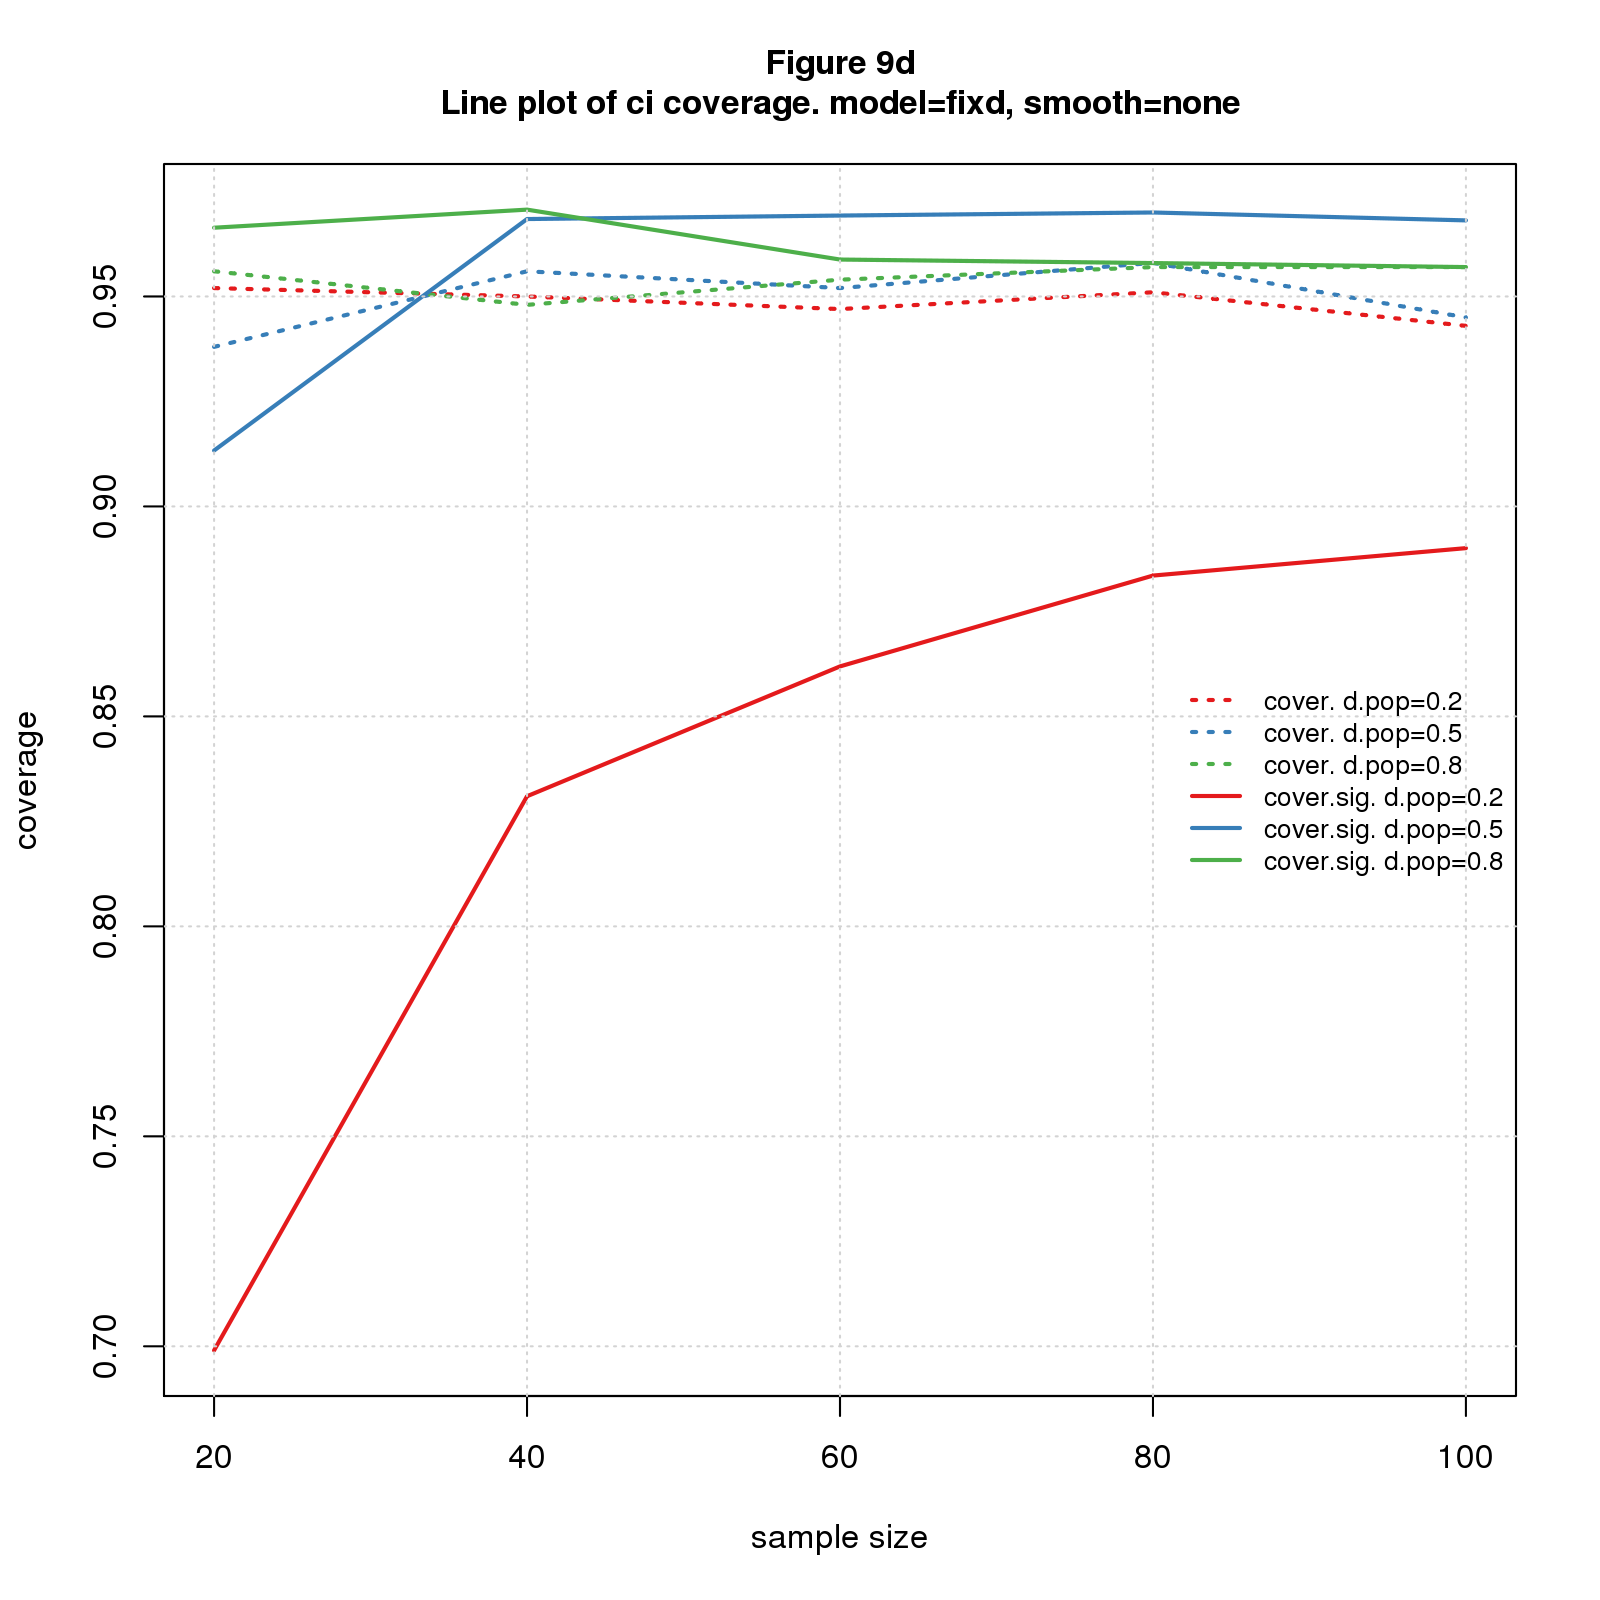 Figure 9d
Line plot of ci coverage. model=fixd, smooth=none
coverage
0.95
0.90
0.85
0.80
0.75
0.70
cover. d.pop=0.2
cover. d.pop=0.5
cover. d.pop=0.8
cover.sig. d.pop=0.2
cover.sig. d.pop=0.5
cover.sig. d.pop=0.8
20 40 60 80 100
sample size